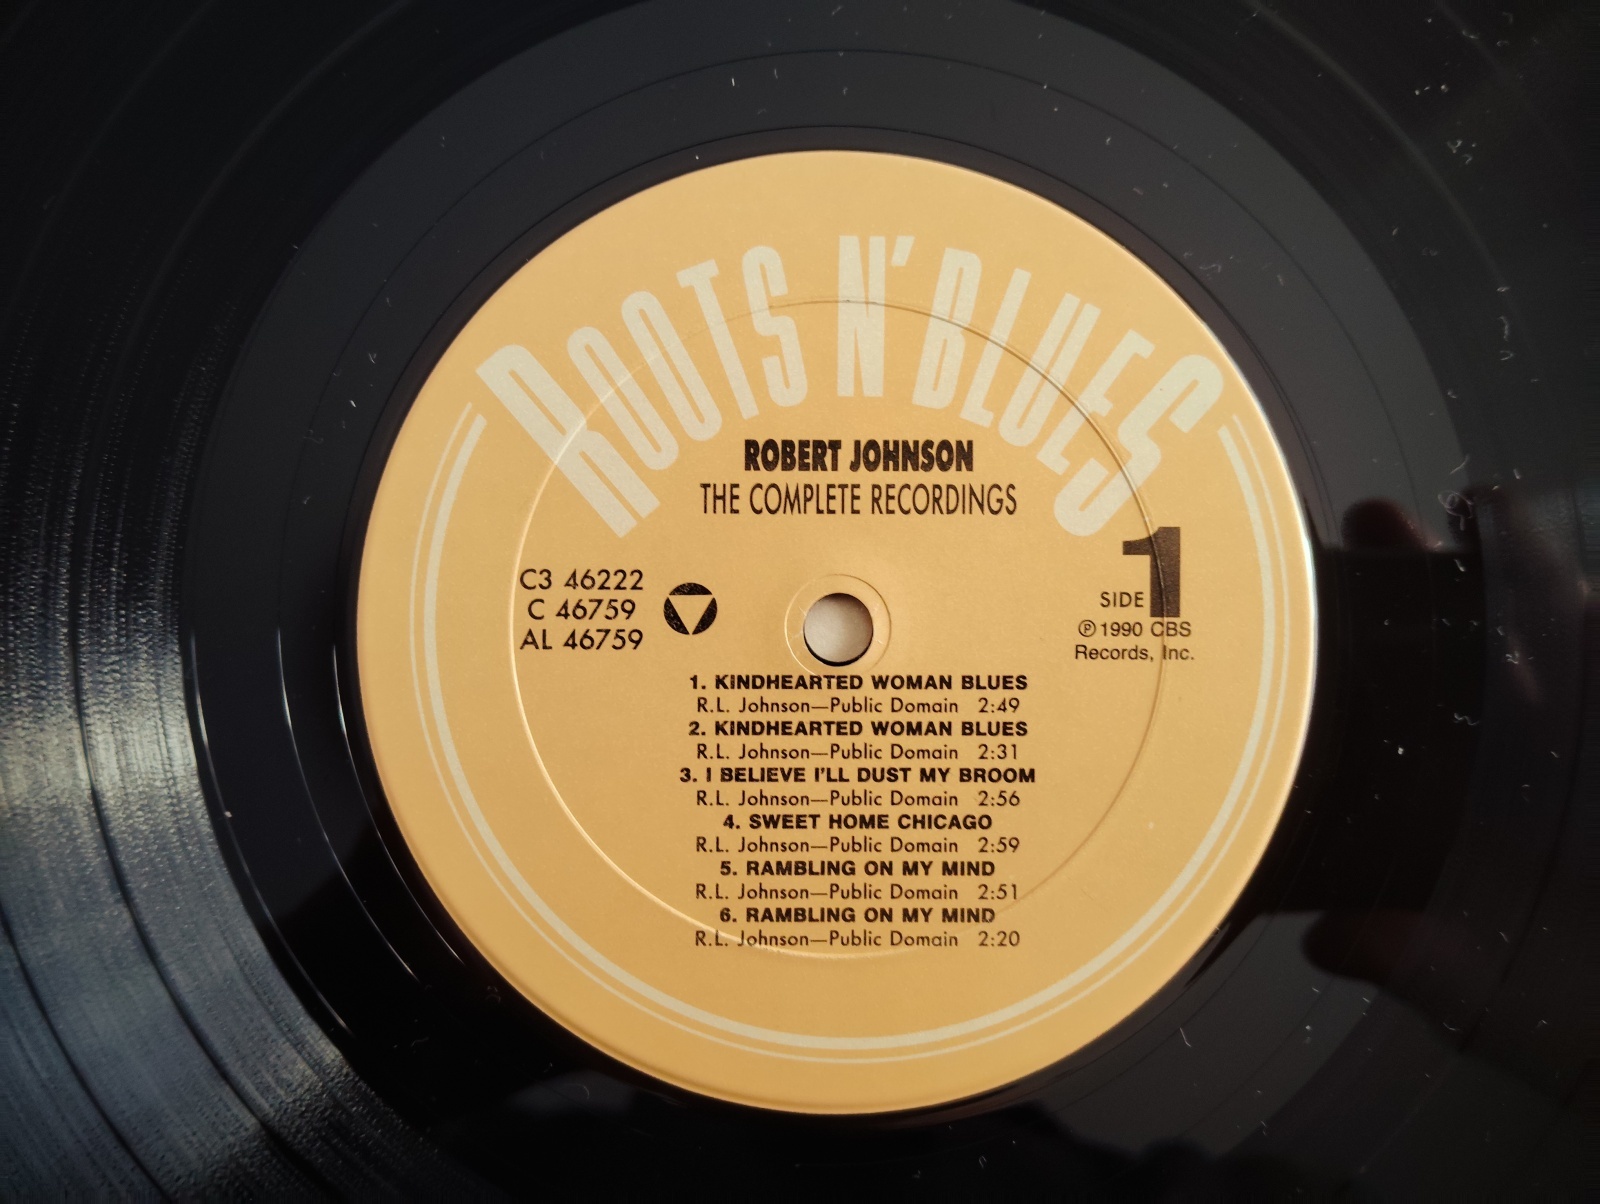 ROOTS N' BLUES
ROBERT JOHNSON
THE COMPLETE RECORDINGS
C3 46222
C 46759
AL 46759
SIDE 1
℗ 1990 CBS
Records, Inc.
1. KINDHEARTED WOMAN BLUES
R.L. Johnson—Public Domain 2:49
2. KINDHEARTED WOMAN BLUES
R.L. Johnson—Public Domain 2:31
3. I BELIEVE I'LL DUST MY BROOM
R.L. Johnson—Public Domain 2:56
4. SWEET HOME CHICAGO
R.L. Johnson—Public Domain 2:59
5. RAMBLING ON MY MIND
R.L. Johnson—Public Domain 2:51
6. RAMBLING ON MY MIND
R.L. Johnson—Public Domain 2:20